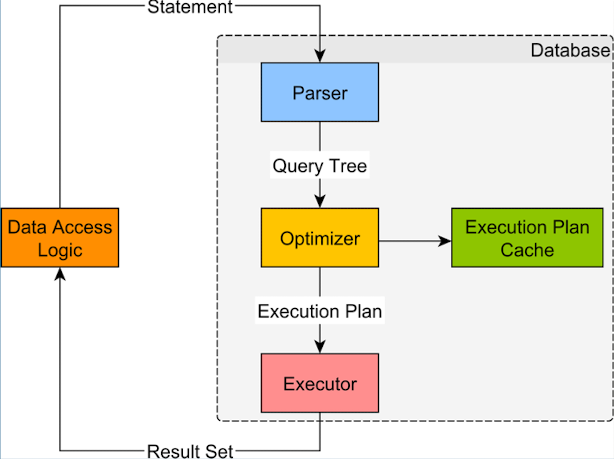 Statement
Database
Parser
Query Tree
Data Access
Logic
Optimizer
Execution Plan
Cache
Execution Plan
Executor
Result Set